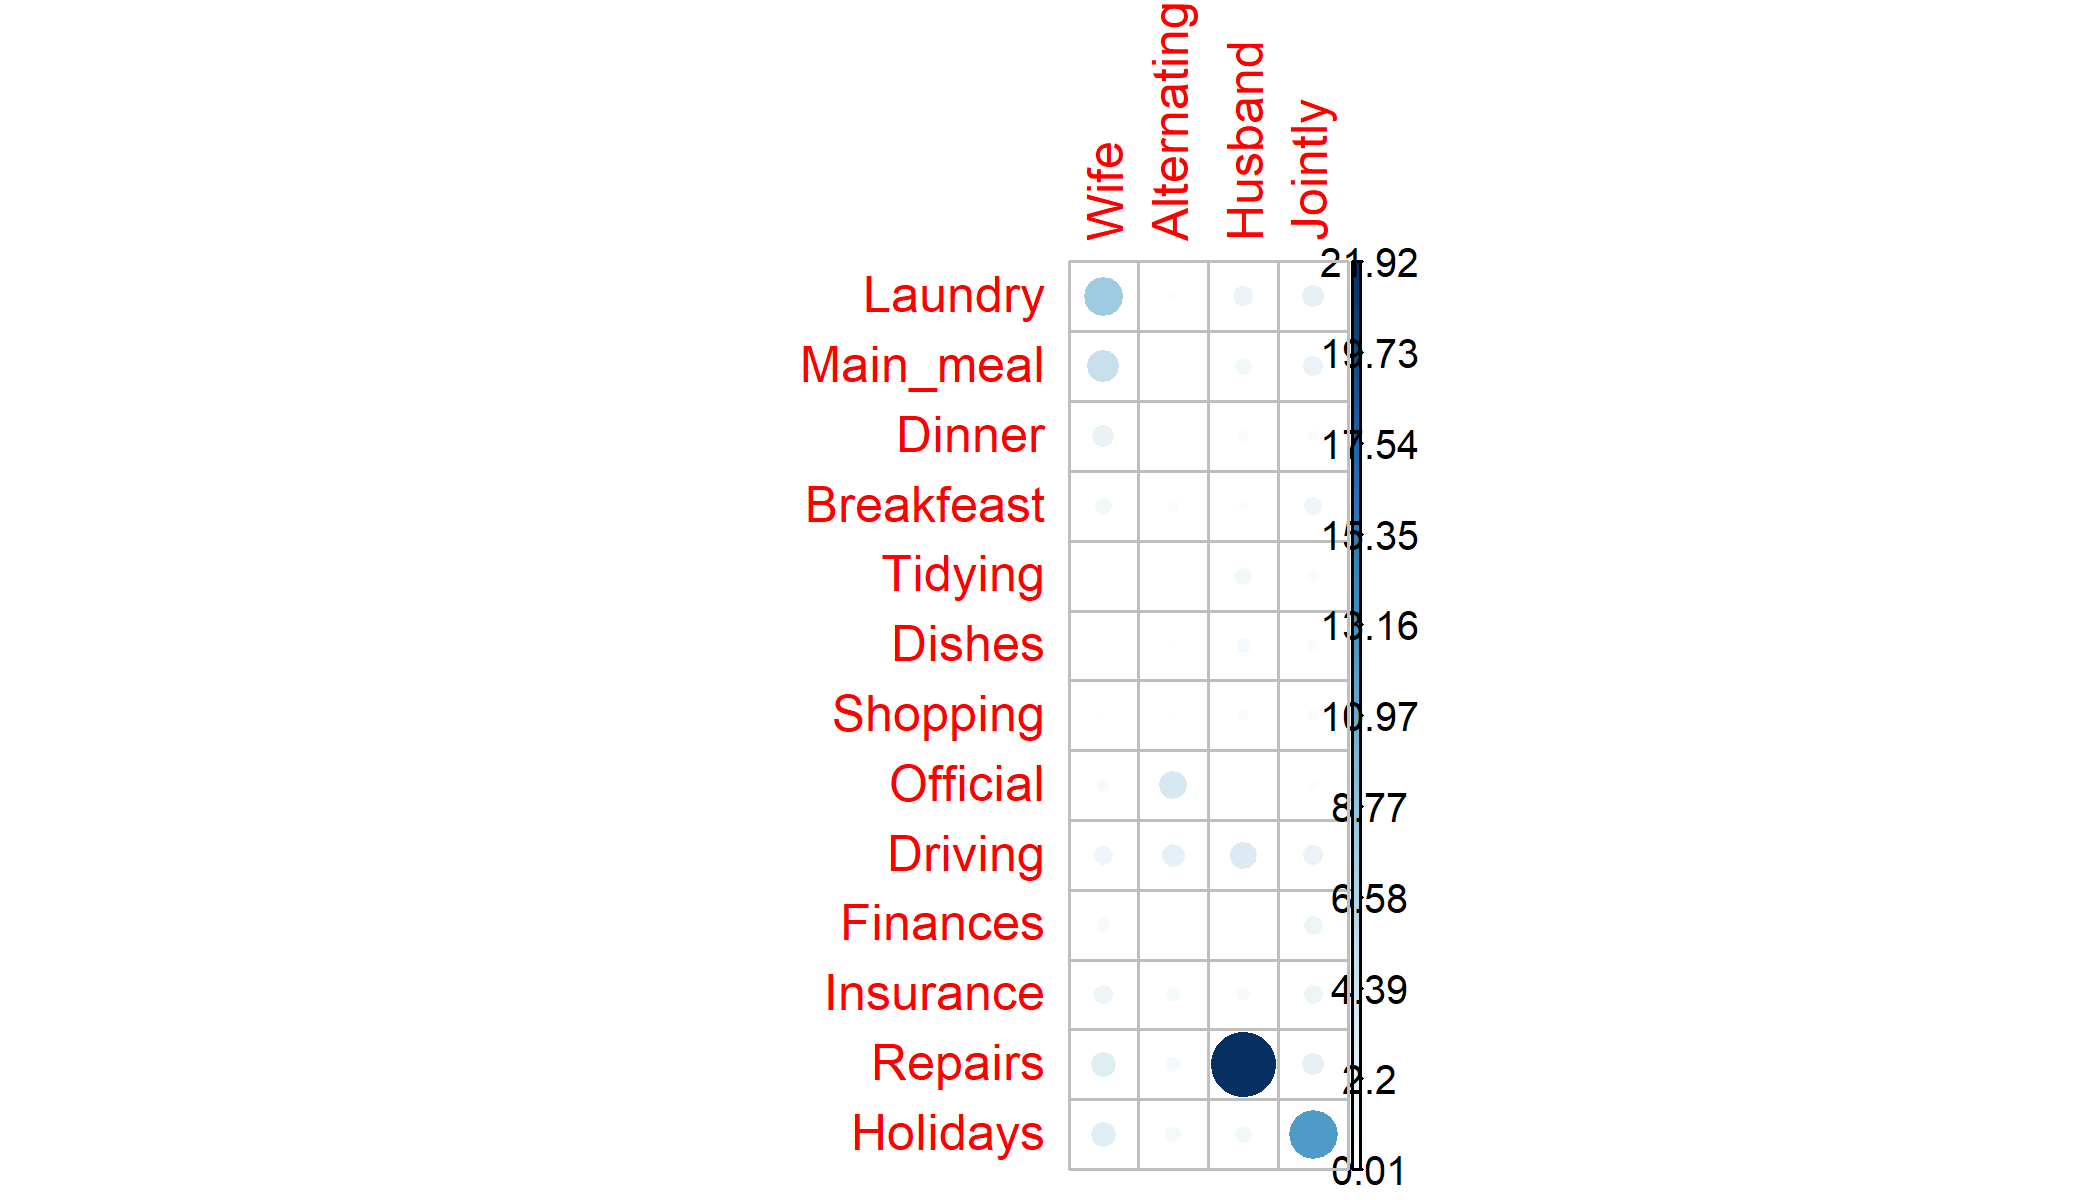 Wife
Alternating
Husband
Jointly
Laundry
Main_meal
Dinner
Breakfeast
Tidying
Dishes
Shopping
Official
Driving
Finances
Insurance
Repairs
Holidays
21.92
19.73
17.54
15.35
13.16
10.97
8.77
6.58
4.39
2.2
0.01